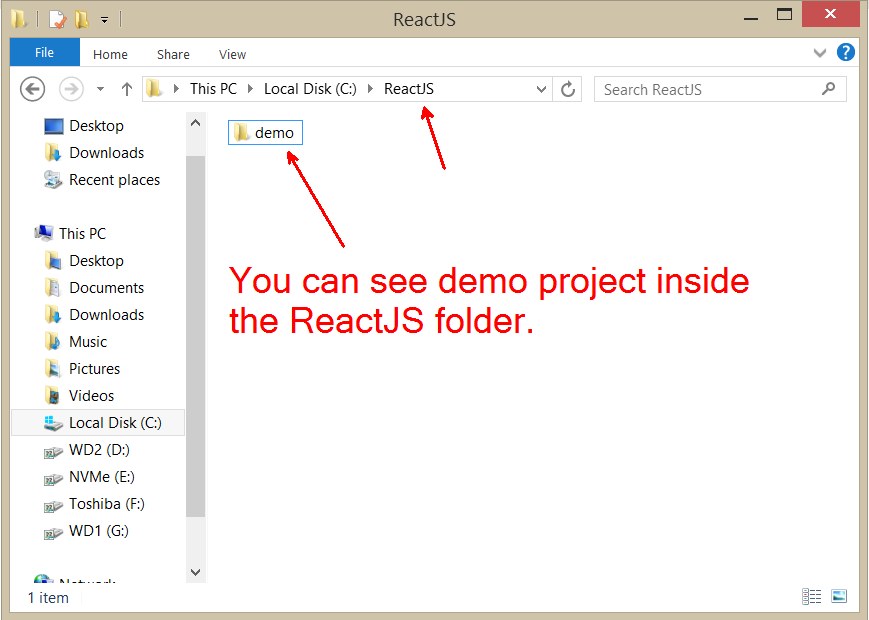 ReactJS
File Home Share View
This PC Local Disk (C:) ReactJS
Search ReactJS
Desktop
Downloads
Recent places
This PC
Desktop
Documents
Downloads
Music
Pictures
Videos
Local Disk (C:)
WD2 (D:)
NVMe (E:)
Toshiba (F:)
WD1 (G:)
Network
demo
You can see demo project inside
the ReactJS folder.
1 item